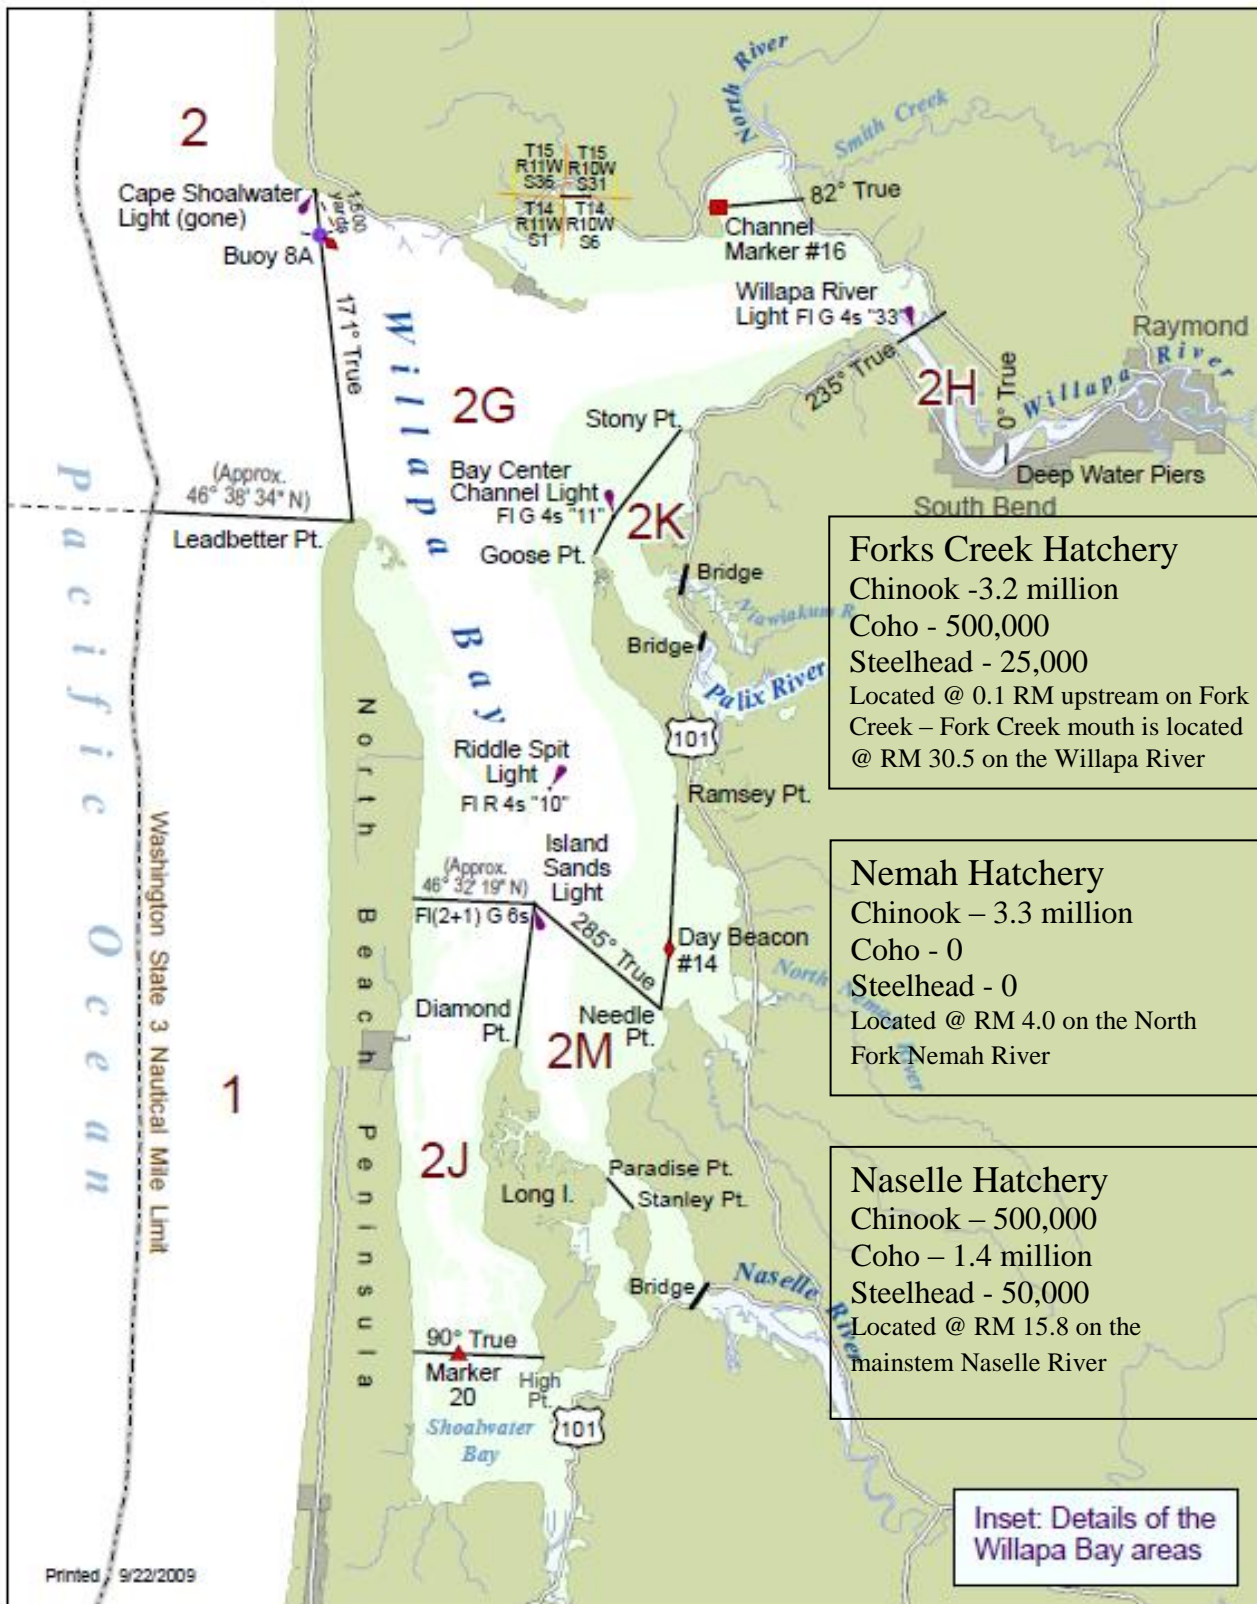 2
North River
Smith Creek
T15 R11W S36
T15 R10W S31
T14 R11W S1
T14 R10W S6
Cape Shoalwater
Light (gone)
1,500 yards
Buoy 8A
82° True
Channel
Marker #16
Willapa River
Light Fl G 4s "33"
171° True
Willapa Bay
2G
235° True
2H
0° True
Raymond
Willapa River
Deep Water Piers
South Bend
Stony Pt.
Bay Center
Channel Light
Fl G 4s "11"
2K
Goose Pt.
(Approx.
46° 38' 34" N)
Leadbetter Pt.
Pacific Ocean
Bridge
Niawiakum R.
Bridge
Palix River
101
Forks Creek Hatchery
Chinook -3.2 million
Coho - 500,000
Steelhead - 25,000
Located @ 0.1 RM upstream on Fork
Creek – Fork Creek mouth is located
@ RM 30.5 on the Willapa River
North Beach Peninsula
Riddle Spit
Light
Fl R 4s "10"
Ramsey Pt.
Washington State 3 Nautical Mile Limit
Island
Sands
Light
(Approx.
46° 32' 19" N)
Fl(2+1) G 6s
285° True
Day Beacon
#14
Nemah Hatchery
Chinook – 3.3 million
Coho - 0
Steelhead - 0
Located @ RM 4.0 on the North
Fork Nemah River
North Nemah River
Diamond
Pt.
Needle
Pt.
2M
1
2J
Long I.
Paradise Pt.
Stanley Pt.
Naselle Hatchery
Chinook – 500,000
Coho – 1.4 million
Steelhead - 50,000
Located @ RM 15.8 on the
mainstem Naselle River
Bridge
Naselle River
90° True
Marker
20
High
Pt.
Shoalwater
Bay
101
Inset: Details of the
Willapa Bay areas
Printed 9/22/2009